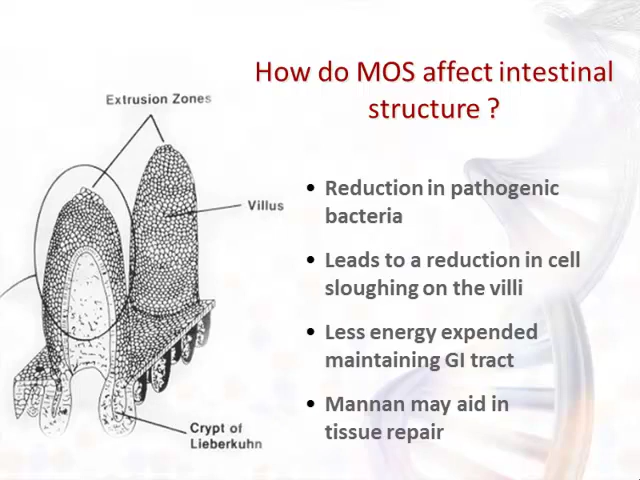 How do MOS affect intestinal
structure ?
Extrusion Zones
Villus
Crypt of
Lieberkuhn
• Reduction in pathogenic
bacteria
• Leads to a reduction in cell
sloughing on the villi
• Less energy expended
maintaining GI tract
• Mannan may aid in
tissue repair